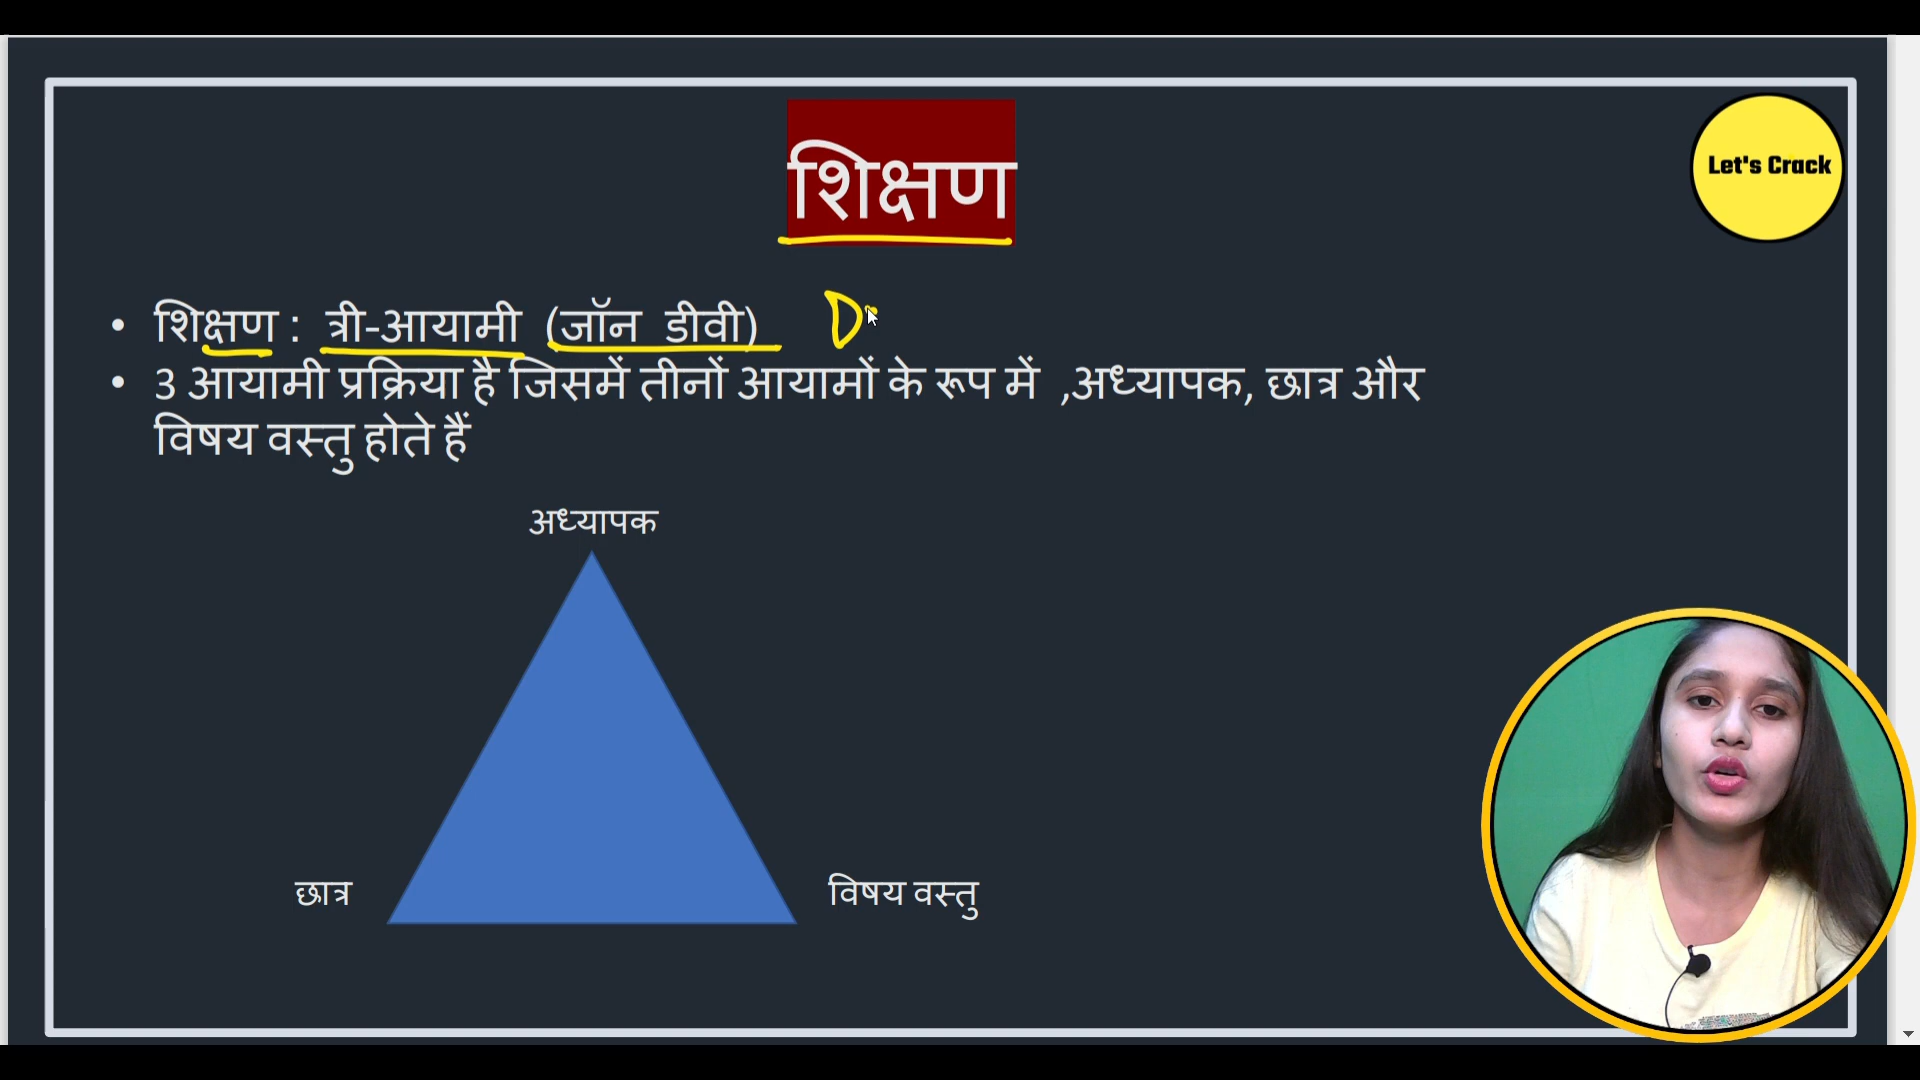 शिक्षण
Let's Crack
• शिक्षण : त्री-आयामी (जॉन डीवी) D
• 3 आयामी प्रक्रिया है जिसमें तीनों आयामों के रूप में ,अध्यापक, छात्र और
विषय वस्तु होते हैं
अध्यापक
छात्र
विषय वस्तु